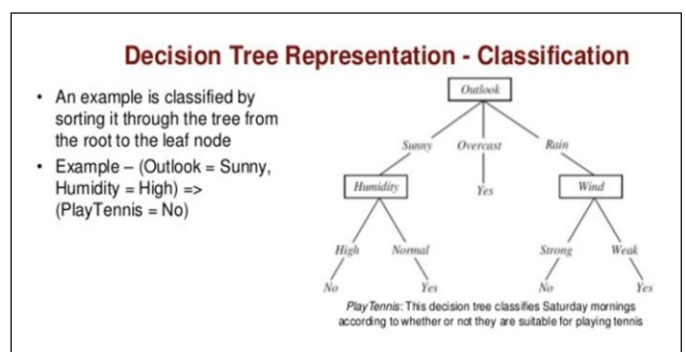 Decision Tree Representation - Classification
• An example is classified by
sorting it through the tree from
the root to the leaf node
• Example – (Outlook = Sunny,
Humidity = High) =>
(PlayTennis = No)
Outlook
Sunny Overcast Rain
Humidity Yes Wind
High Normal Strong Weak
No Yes No Yes
PlayTennis: This decision tree classifies Saturday mornings
according to whether or not they are suitable for playing tennis